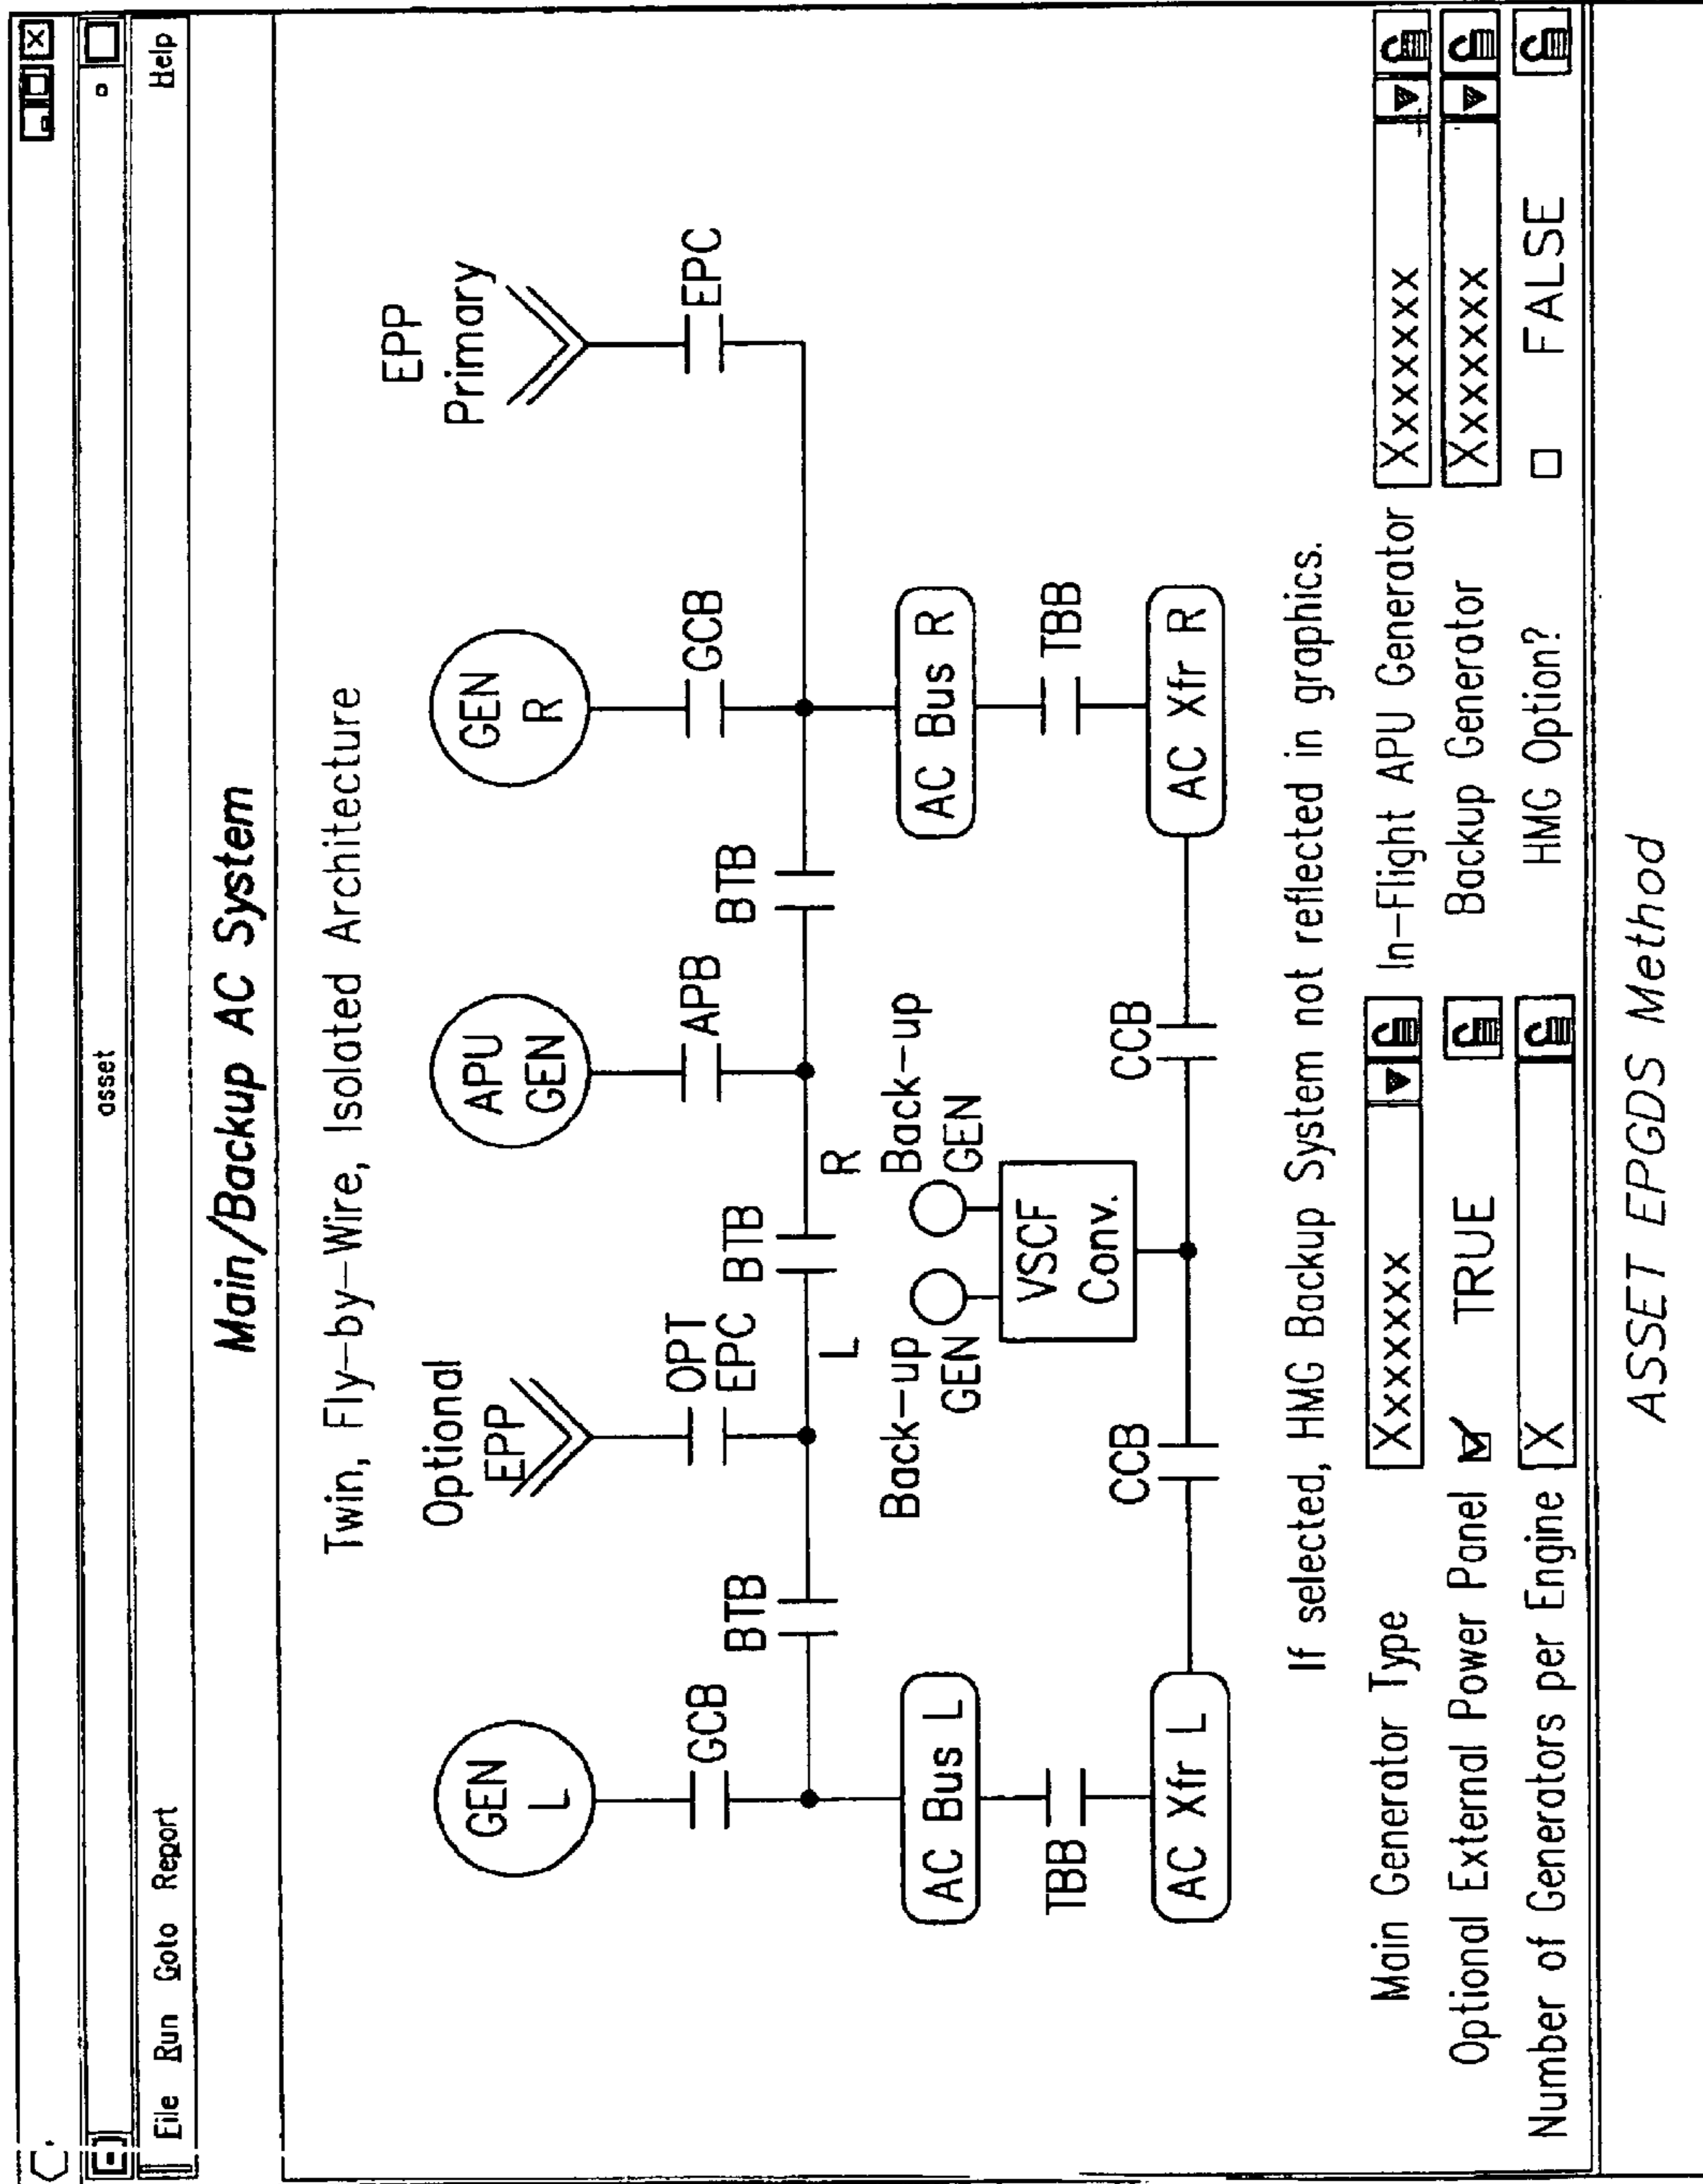 asset
File Run Goto Report Help
Main/Backup AC System
Twin, Fly-by-Wire, Isolated Architecture
GEN L
Optional EPP
APU GEN
GEN R
EPP Primary
GCB
OPT EPC
APB
GCB
EPC
BTB
BTB
BTB
L R
AC Bus L
Back-up GEN
Back-up GEN
AC Bus R
TBB
VSCF Conv.
TBB
CCB
CCB
AC Xfr L
AC Xfr R
If selected, HMG Backup System not reflected in graphics.
Main Generator Type Xxxxxxx In-Flight APU Generator Xxxxxxx
Optional External Power Panel TRUE Backup Generator Xxxxxxx
Number of Generators per Engine X HMG Option? FALSE
ASSET EPGDS Method